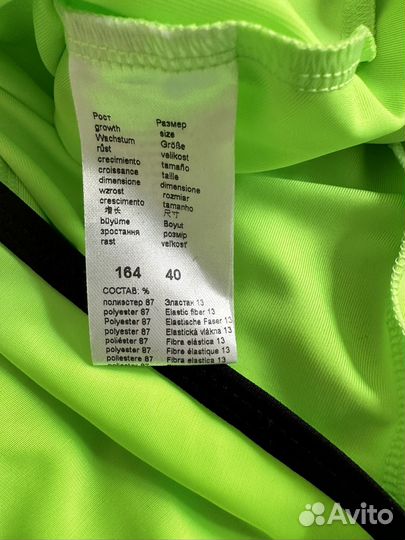 Рост Размер
growth size
Wachstum Größe
růst velikost
crecimiento tamaño
croissance taille
dimensione dimensione
wzrost rozmiar
crescimento tamanho
增长 尺寸
büyüme Boyut
зростання розмір
rast veľkosť
164 40
СОСТАВ: %
полиэстер 87 Эластан 13
polyester 87 Elastic fiber 13
Polyester 87 Elastische Faser 13
polyester 87 Elastická vlákna 13
poliéster 87 Fibra elástica 13
polyester 87 Fibre élastique 13
poliestere 87 Fibra elastica 13
Avito